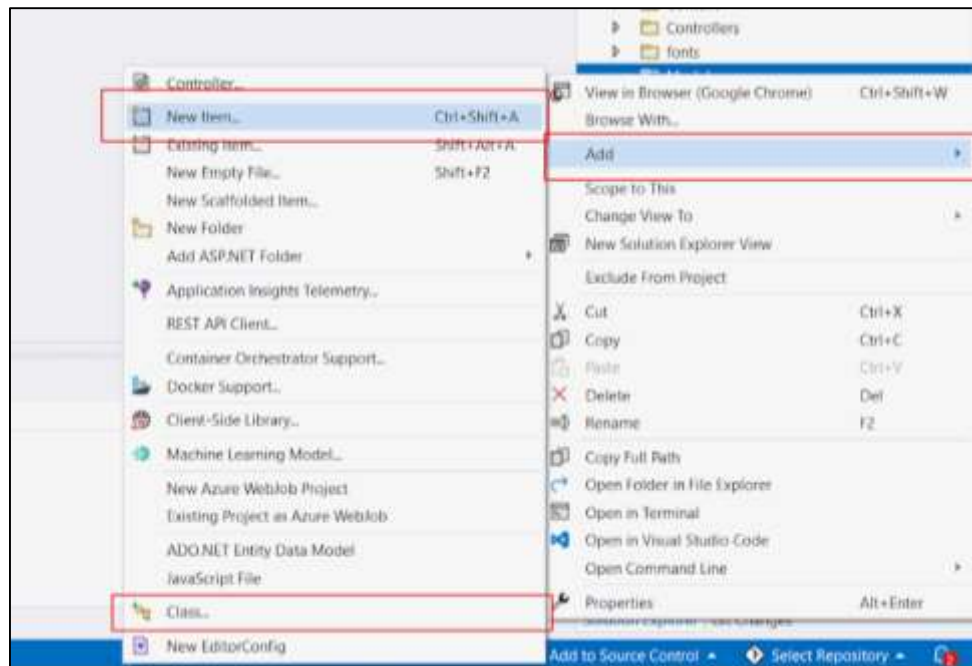 Controllers
fonts
Controller...
New Item... Ctrl+Shift+A
Existing Item... Shift+Alt+A
New Empty File... Shift+F2
New Scaffolded Item...
New Folder
Add ASP.NET Folder
Application Insights Telemetry...
REST API Client...
Container Orchestrator Support...
Docker Support...
Client-Side Library...
Machine Learning Model...
New Azure WebJob Project
Existing Project as Azure WebJob
ADO.NET Entity Data Model
JavaScript File
Class...
New EditorConfig
View in Browser (Google Chrome) Ctrl+Shift+W
Browse With...
Add
Scope to This
Change View To
New Solution Explorer View
Exclude From Project
Cut Ctrl+X
Copy Ctrl+C
Paste Ctrl+V
Delete Del
Rename F2
Copy Full Path
Open Folder in File Explorer
Open in Terminal
Open in Visual Studio Code
Open Command Line
Properties Alt+Enter
Solution Explorer Git Changes
Add to Source Control Select Repository